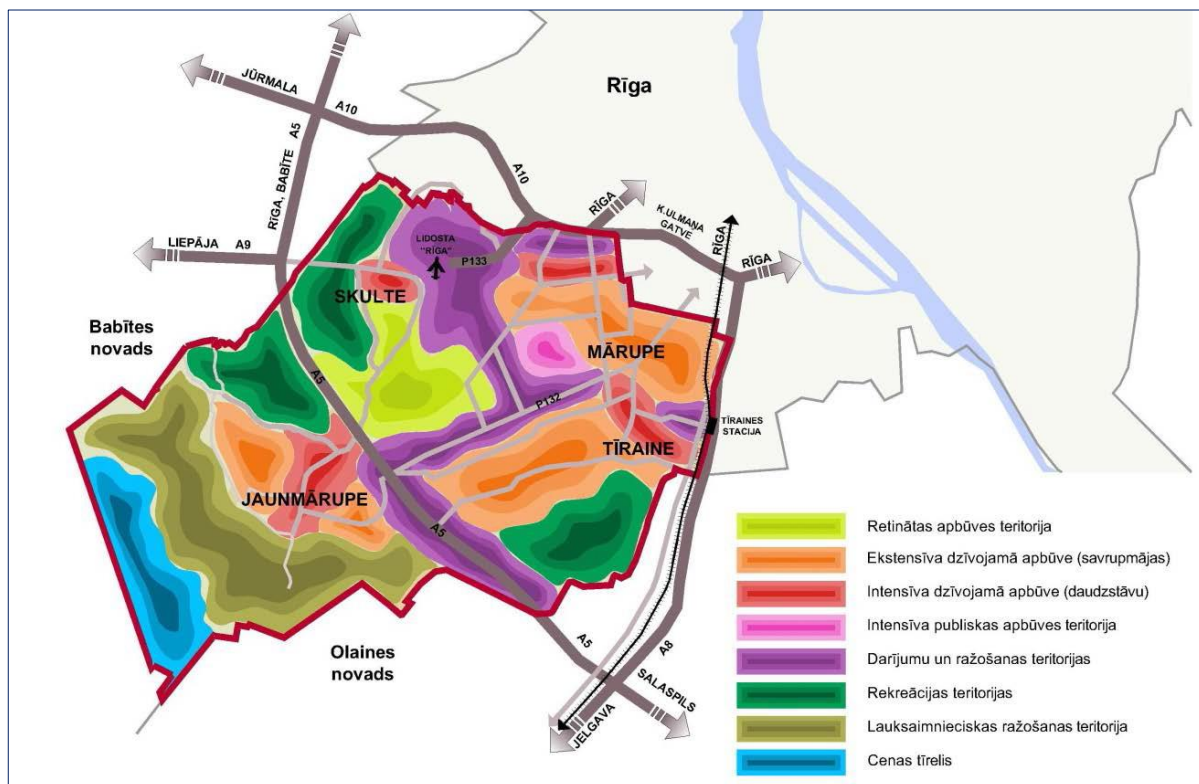 Rīga
JŪRMALA
A10
A5
RĪGA, BABĪTE
A10
RĪGA
K.ULMAŅA
GATVE
RĪGA
RĪGA
LIEPĀJA
A9
LIDOSTA
"RĪGA"
P133
SKULTE
Babītes
novads
MĀRUPE
A5
P132
TĪRAINES
STACIJA
TĪRAINE
JAUNMĀRUPE
A5
Olaines
novads
A5
A8
SALASPILS
JELGAVA
Retinātas apbūves teritorija
Ekstensīva dzīvojamā apbūve (savrupmājas)
Intensīva dzīvojamā apbūve (daudzstāvu)
Intensīva publiskas apbūves teritorija
Darījumu un ražošanas teritorijas
Rekreācijas teritorijas
Lauksaimnieciskas ražošanas teritorija
Cenas tīrelis